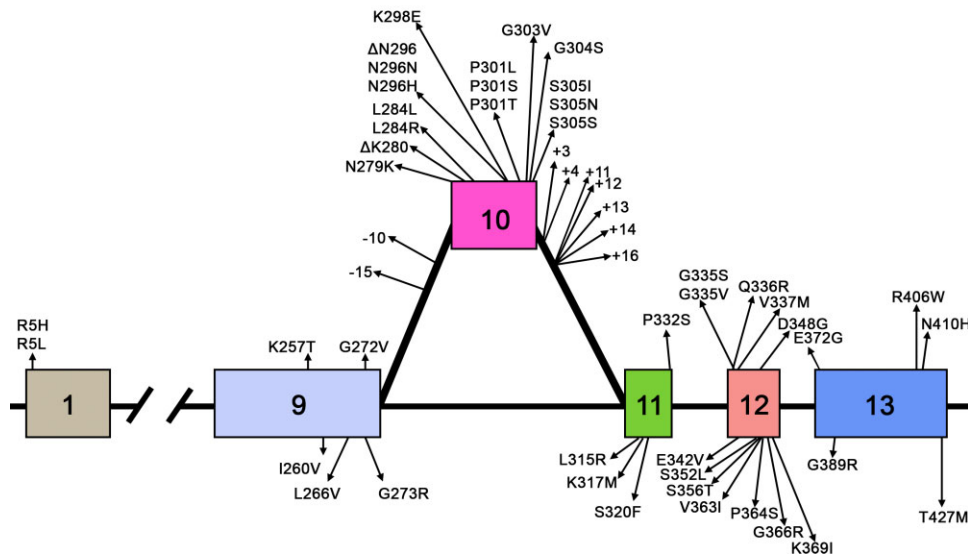 K298E
G303V
G304S
ΔN296
N296N
N296H
P301L
P301S
P301T
S305I
S305N
S305S
L284L
L284R
ΔK280
N279K
+3
+4
+11
+12
+13
+14
+16
10
-10
-15
R5H
R5L
K257T
G272V
P332S
G335S
G335V
Q336R
V337M
D348G
E372G
R406W
N410H
1
9
11
12
13
I260V
L266V
G273R
L315R
K317M
S320F
E342V
S352L
S356T
V363I
P364S
G366R
K369I
G389R
T427M